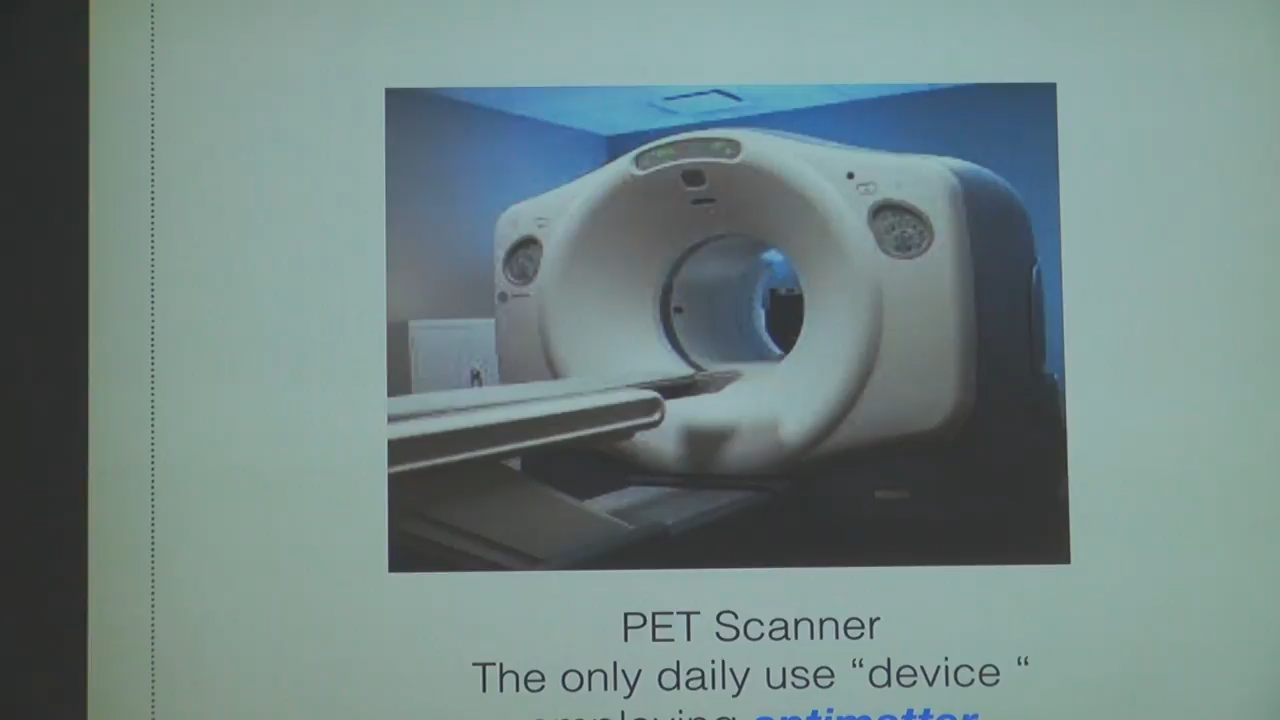 PET Scanner
The only daily use “device “
employing antimatter